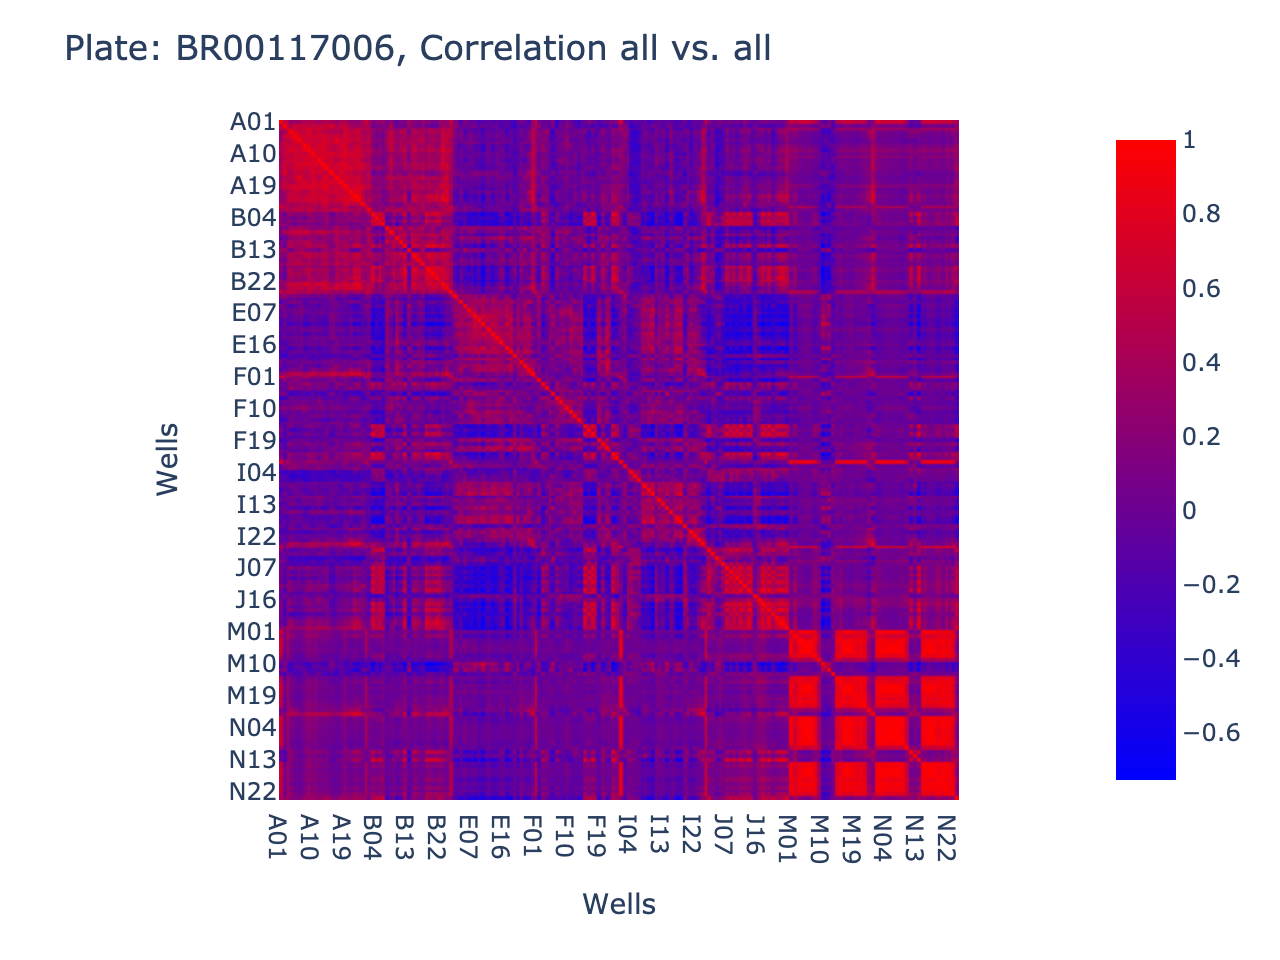 Plate: BR00117006, Correlation all vs. all
A01
A10
A19
B04
B13
B22
E07
E16
F01
F10
F19
I04
I13
I22
J07
J16
M01
M10
M19
N04
N13
N22
Wells
A01
A10
A19
B04
B13
B22
E07
E16
F01
F10
F19
I04
I13
I22
J07
J16
M01
M10
M19
N04
N13
N22
Wells
1
0.8
0.6
0.4
0.2
0
−0.2
−0.4
−0.6